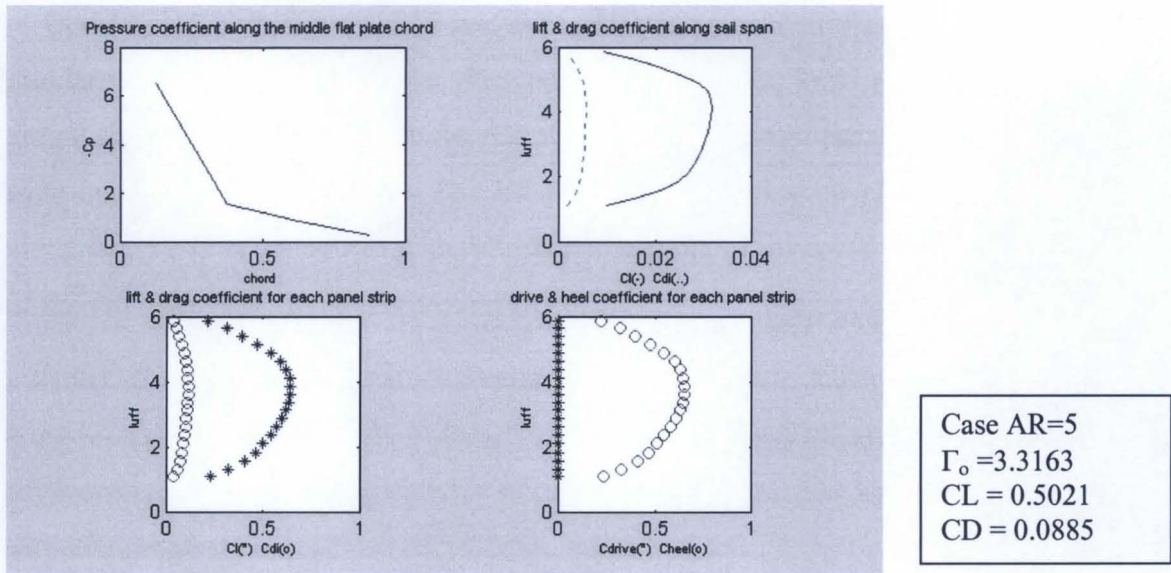 Pressure coefficient along the middle flat plate chord
8
6
4
2
0
0
0.5
1
-Cp
chord
lift & drag coefficient along sail span
6
4
2
0
0
0.02
0.04
luff
Cl(-) Cdi(..)
lift & drag coefficient for each panel strip
6
4
2
0
0
0.5
1
luff
Cl(*) Cdi(o)
drive & heel coefficient for each panel strip
6
4
2
0
0
0.5
1
luff
Cdrive(*) Cheel(o)
Case AR=5
Γo =3.3163
CL = 0.5021
CD = 0.0885